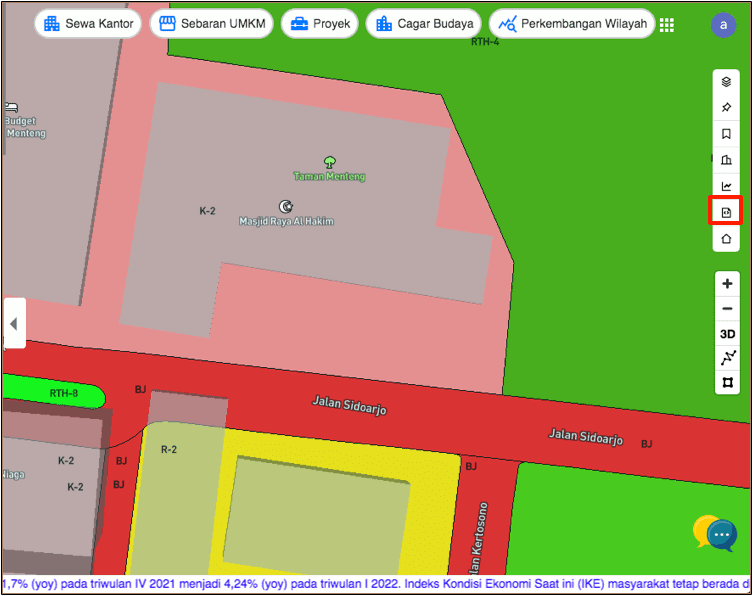 Sewa Kantor
Sebaran UMKM
Proyek
Cagar Budaya
Perkembangan Wilayah
a
RTH-4
Budget
Menteng
Taman Menteng
K-2
Masjid Raya Al Hakim
3D
RTH-8
BJ
Jalan Sidoarjo
Jalan Sidoarjo
BJ
R-2
K-2
BJ
BJ
Niaga
K-2
BJ
lan Kertosono
1,7% (yoy) pada triwulan IV 2021 menjadi 4,24% (yoy) pada triwulan I 2022. Indeks Kondisi Ekonomi Saat ini (IKE) masyarakat tetap berada d